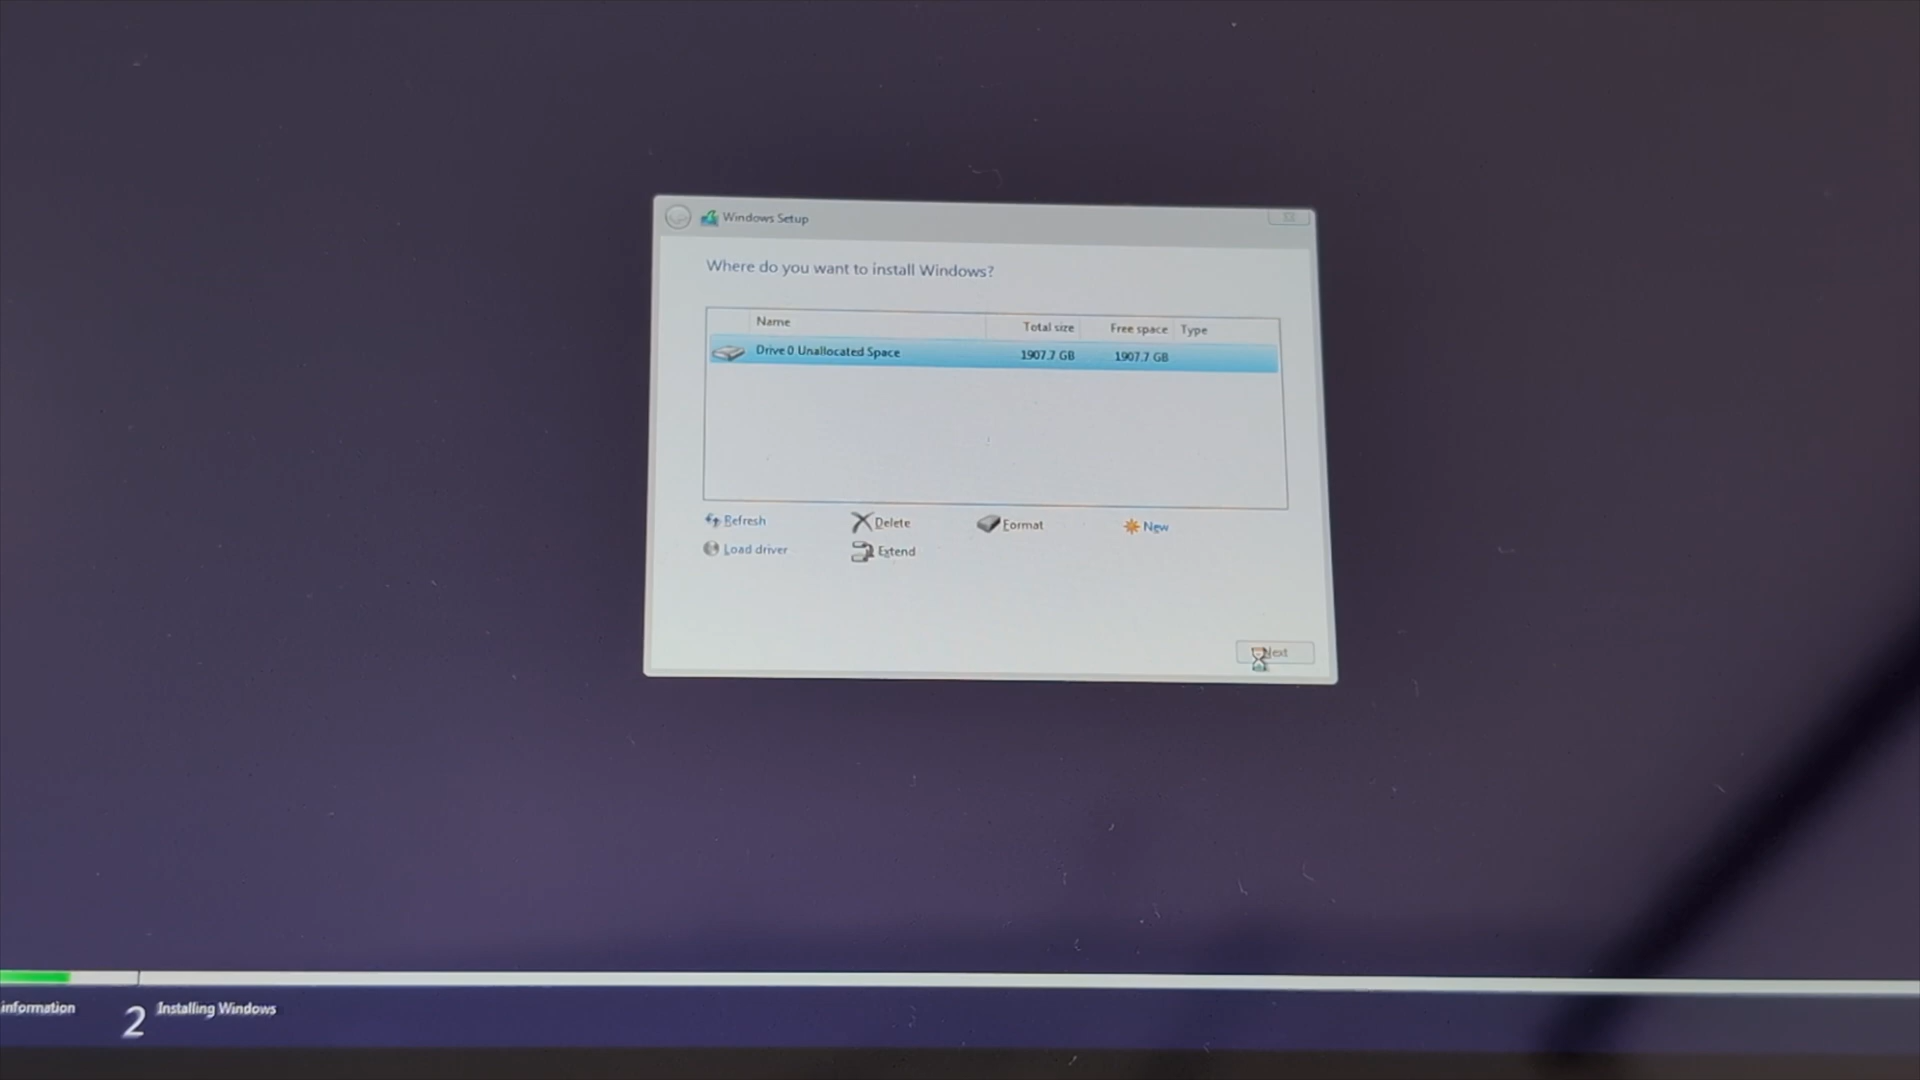 Windows Setup
Where do you want to install Windows?
Name Total size Free space Type
Drive 0 Unallocated Space 1907.7 GB 1907.7 GB
Refresh Delete Format New
Load driver Extend
Next
information 2 Installing Windows